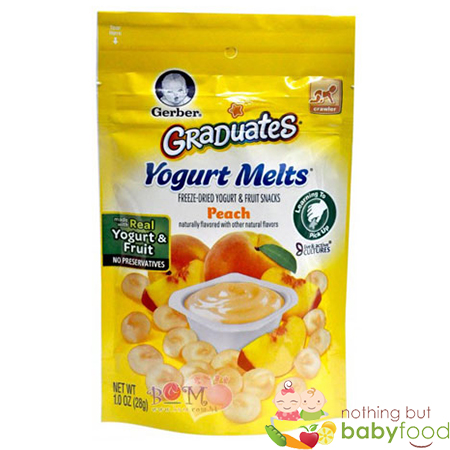 Gerber®
crawler
GRADUATES
Yogurt Melts®
FREEZE-DRIED YOGURT & FRUIT SNACKS
Peach
naturally flavored with other natural flavors
made with Real
Yogurt &
Fruit
NO PRESERVATIVES
Learning To
Pick Up
Live & Active
CULTURES
NET WT
1.0 OZ (28g)
B M
nothing but
babyfood